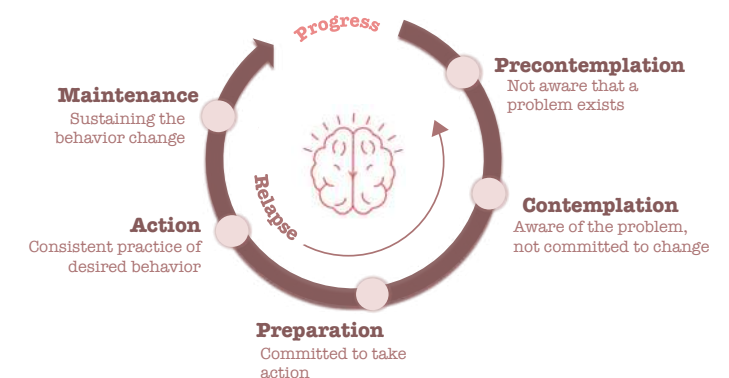 Progress
Precontemplation
Not aware that a
problem exists
Contemplation
Aware of the problem,
not committed to change
Preparation
Committed to take
action
Action
Consistent practice of
desired behavior
Maintenance
Sustaining the
behavior change
Relapse